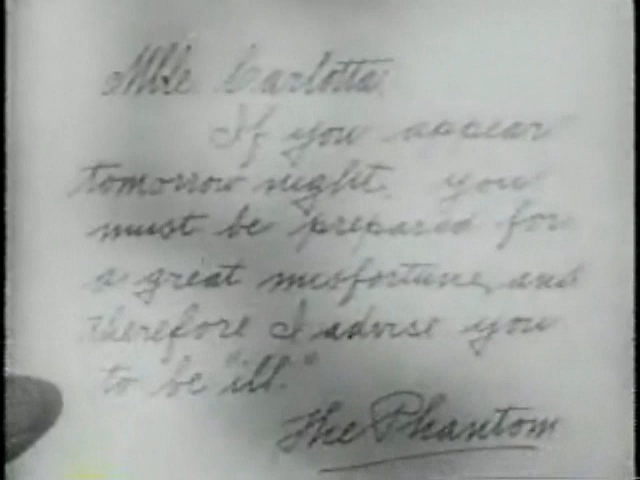 Mlle Carlotta
If you appear
tomorrow night, you
must be prepared for
a great misfortune, and
therefore I advise you
to be "ill."
The Phantom